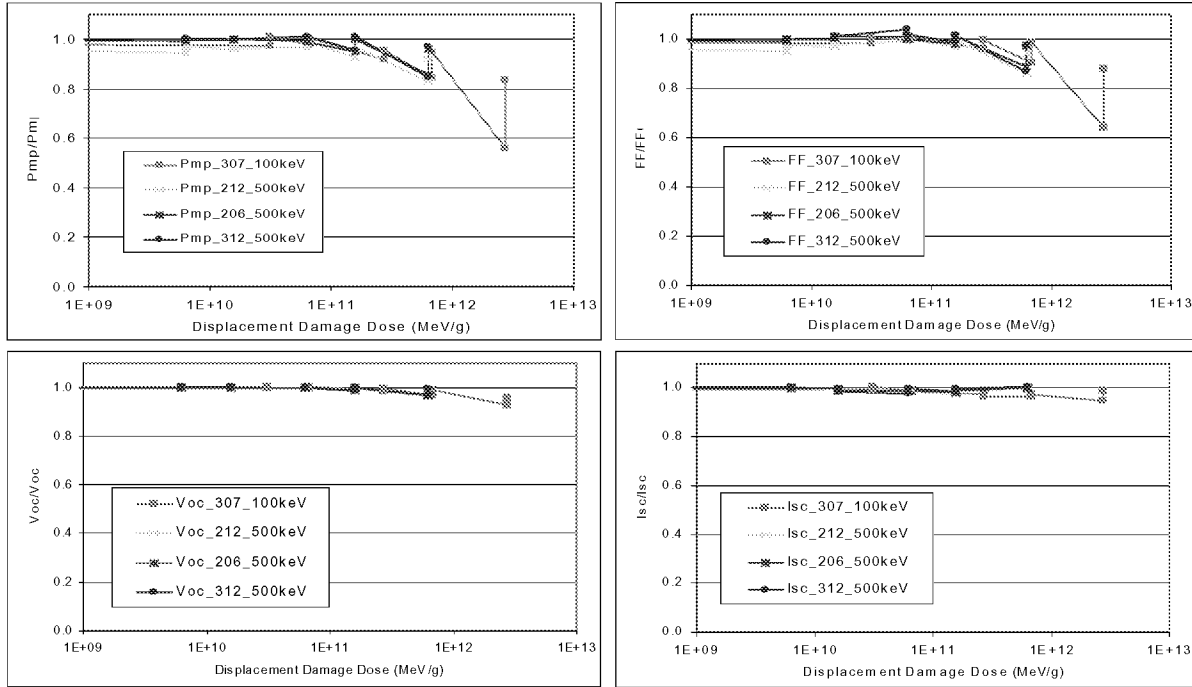 1.0
0.8
0.6
0.4
0.2
0.0
Pmp/Pm
Pmp_307_100keV
Pmp_212_500keV
Pmp_206_500keV
Pmp_312_500keV
1E+09 1E+10 1E+11 1E+12 1E+13
Displacement Damage Dose (MeV/g)
1.0
0.8
0.6
0.4
0.2
0.0
FF/FF
FF_307_100keV
FF_212_500keV
FF_206_500keV
FF_312_500keV
1E+09 1E+10 1E+11 1E+12 1E+13
Displacement Damage Dose (MeV/g)
1.0
0.8
0.6
0.4
0.2
0.0
Voc/Voc
Voc_307_100keV
Voc_212_500keV
Voc_206_500keV
Voc_312_500keV
1E+09 1E+10 1E+11 1E+12 1E+13
Displacement Damage Dose (MeV/g)
1.0
0.8
0.6
0.4
0.2
0.0
Isc/Isc
Isc_307_100keV
Isc_212_500keV
Isc_206_500keV
Isc_312_500keV
1E+09 1E+10 1E+11 1E+12 1E+13
Displacement Damage Dose (MeV/g)